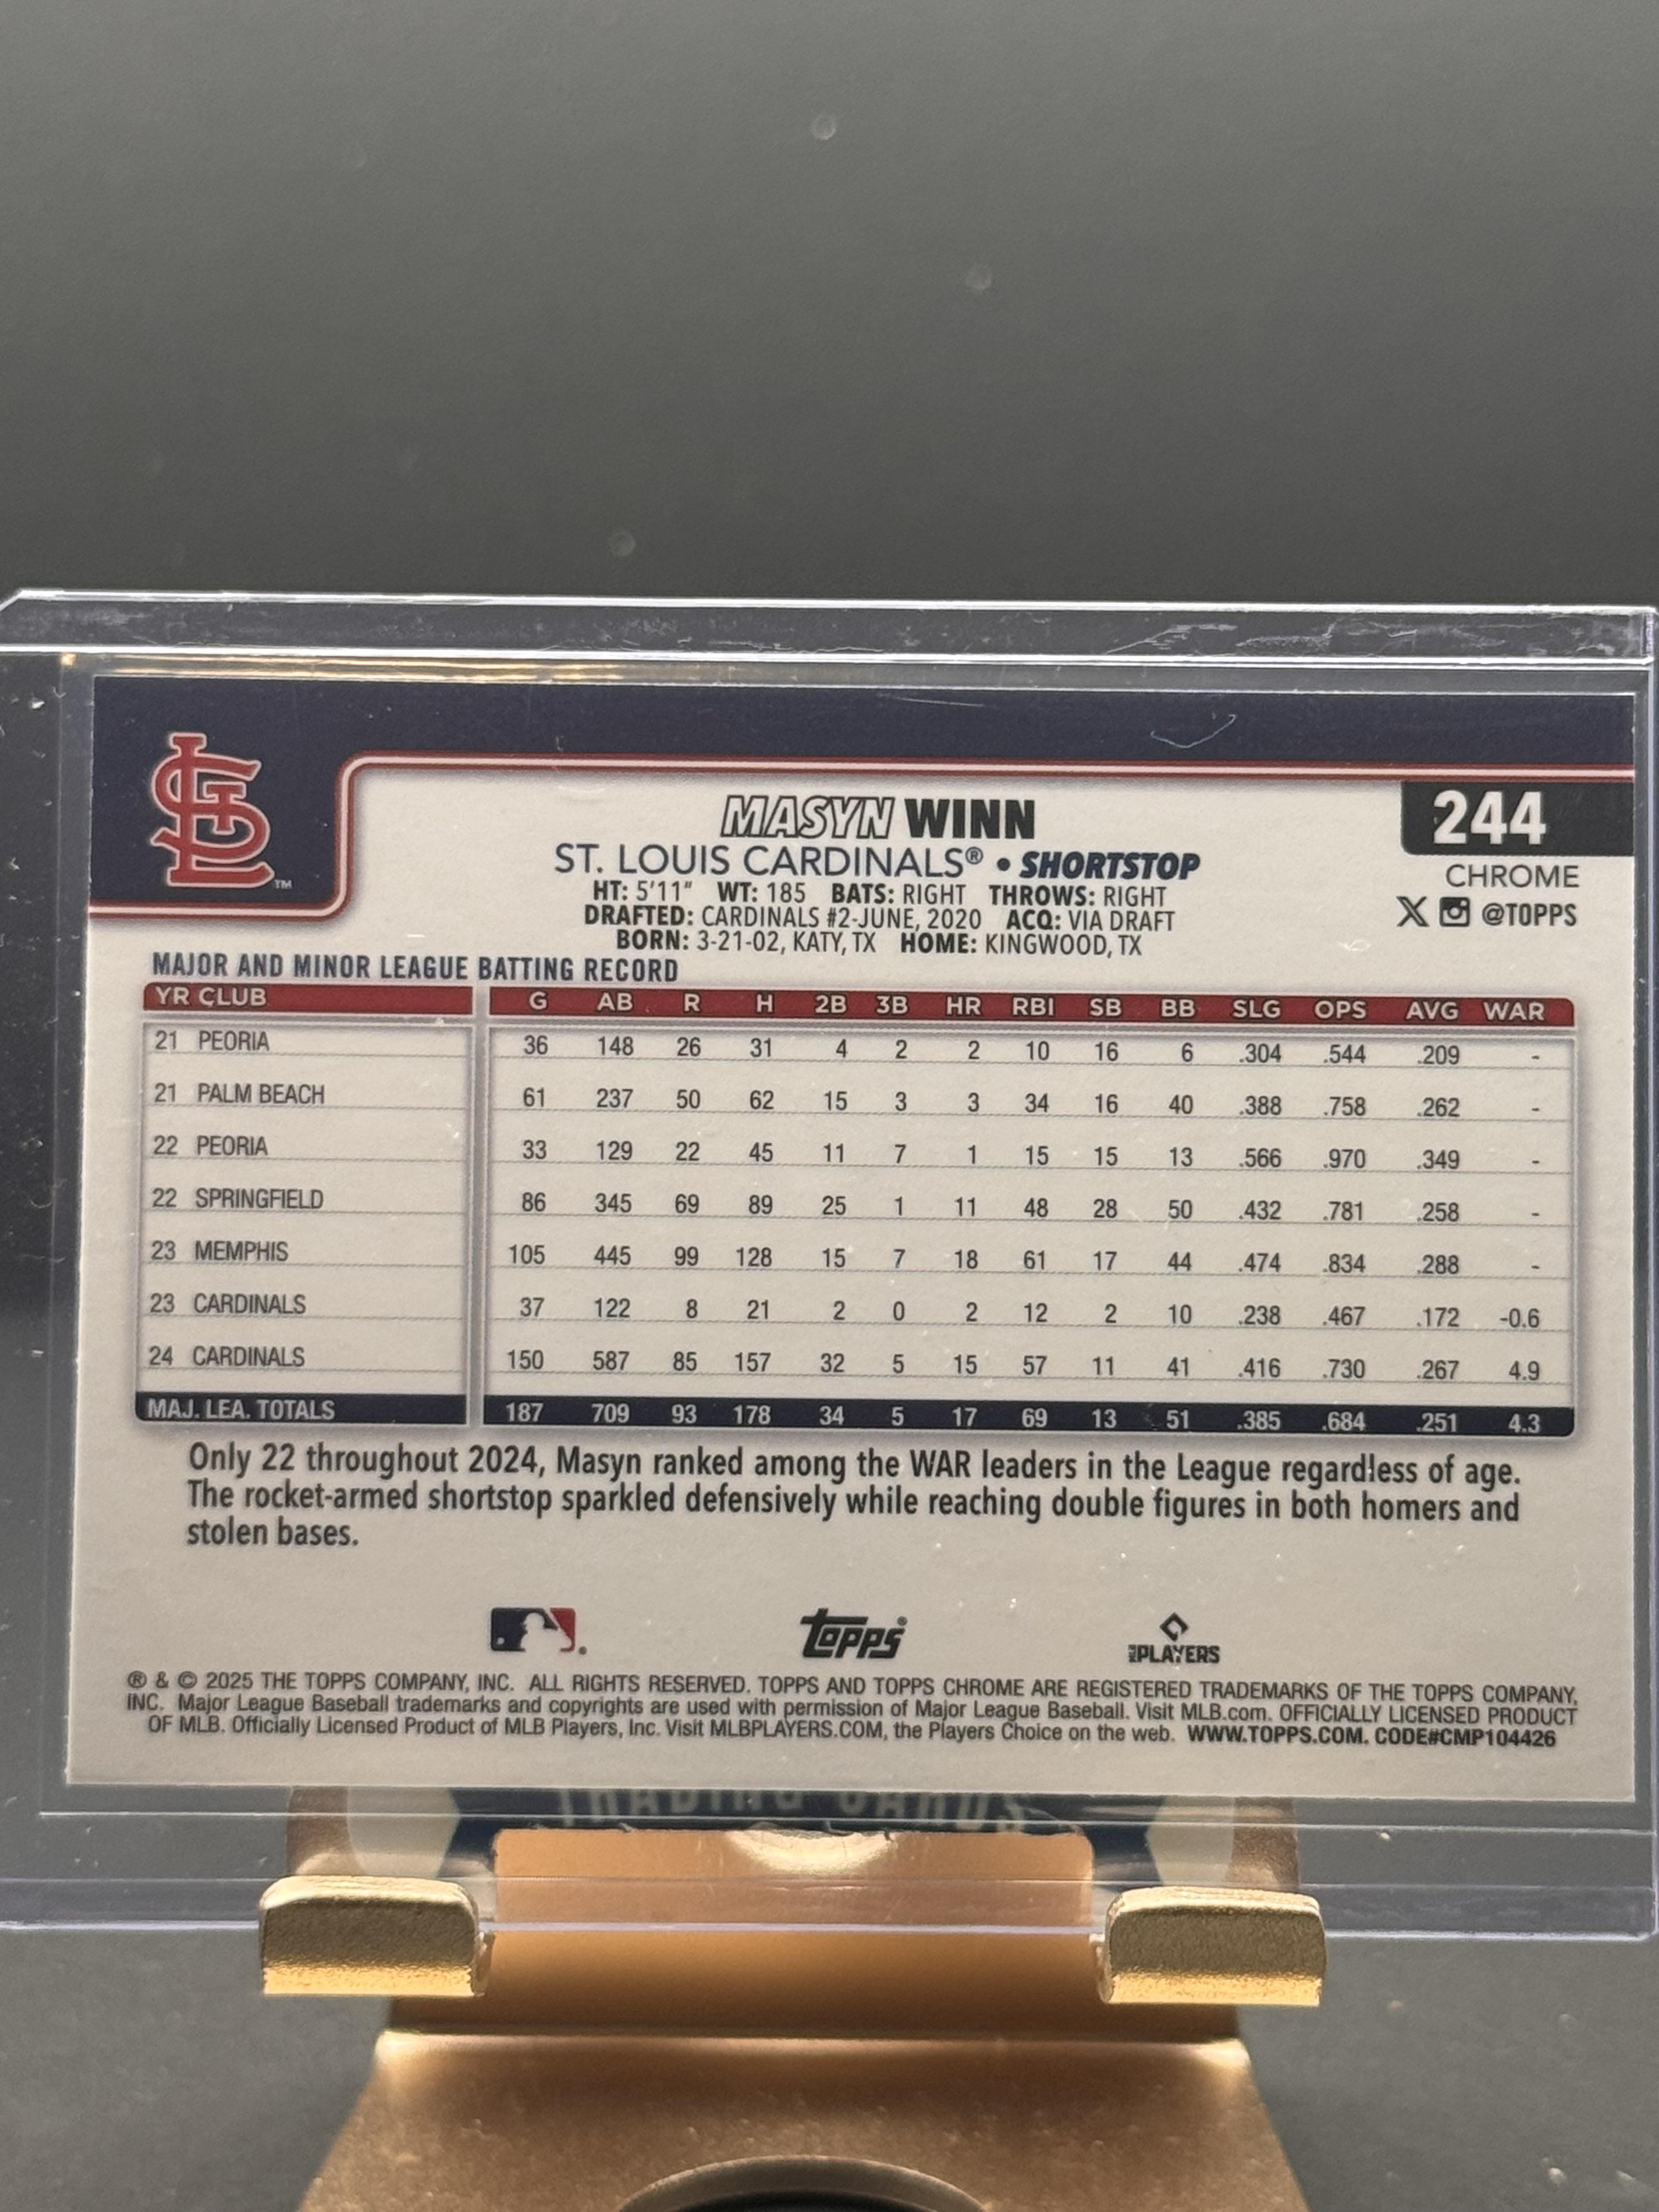 STL™
MASYN WINN
244
ST. LOUIS CARDINALS® • SHORTSTOP
CHROME
HT: 5'11" WT: 185 BATS: RIGHT THROWS: RIGHT
X @TOPPS
DRAFTED: CARDINALS #2-JUNE, 2020 ACQ: VIA DRAFT
BORN: 3-21-02, KATY, TX HOME: KINGWOOD, TX
MAJOR AND MINOR LEAGUE BATTING RECORD
YR CLUB G AB R H 2B 3B HR RBI SB BB SLG OPS AVG WAR
21 PEORIA 36 148 26 31 4 2 2 10 16 6 .304 .544 .209 -
21 PALM BEACH 61 237 50 62 15 3 3 34 16 40 .388 .758 .262 -
22 PEORIA 33 129 22 45 11 7 1 15 15 13 .566 .970 .349 -
22 SPRINGFIELD 86 345 69 89 25 1 11 48 28 50 .432 .781 .258 -
23 MEMPHIS 105 445 99 128 15 7 18 61 17 44 .474 .834 .288 -
23 CARDINALS 37 122 8 21 2 0 2 12 2 10 .238 .467 .172 -0.6
24 CARDINALS 150 587 85 157 32 5 15 57 11 41 .416 .730 .267 4.9
MAJ. LEA. TOTALS 187 709 93 178 34 5 17 69 13 51 .385 .684 .251 4.3
Only 22 throughout 2024, Masyn ranked among the WAR leaders in the League regardless of age.
The rocket-armed shortstop sparkled defensively while reaching double figures in both homers and
stolen bases.
topps®
PLAYERS
® & © 2025 THE TOPPS COMPANY, INC. ALL RIGHTS RESERVED. TOPPS AND TOPPS CHROME ARE REGISTERED TRADEMARKS OF THE TOPPS COMPANY,
INC. Major League Baseball trademarks and copyrights are used with permission of Major League Baseball. Visit MLB.com. OFFICIALLY LICENSED PRODUCT
OF MLB. Officially Licensed Product of MLB Players, Inc. Visit MLBPLAYERS.COM, the Players Choice on the web. WWW.TOPPS.COM. CODE#CMP104426
TRADING CARDS